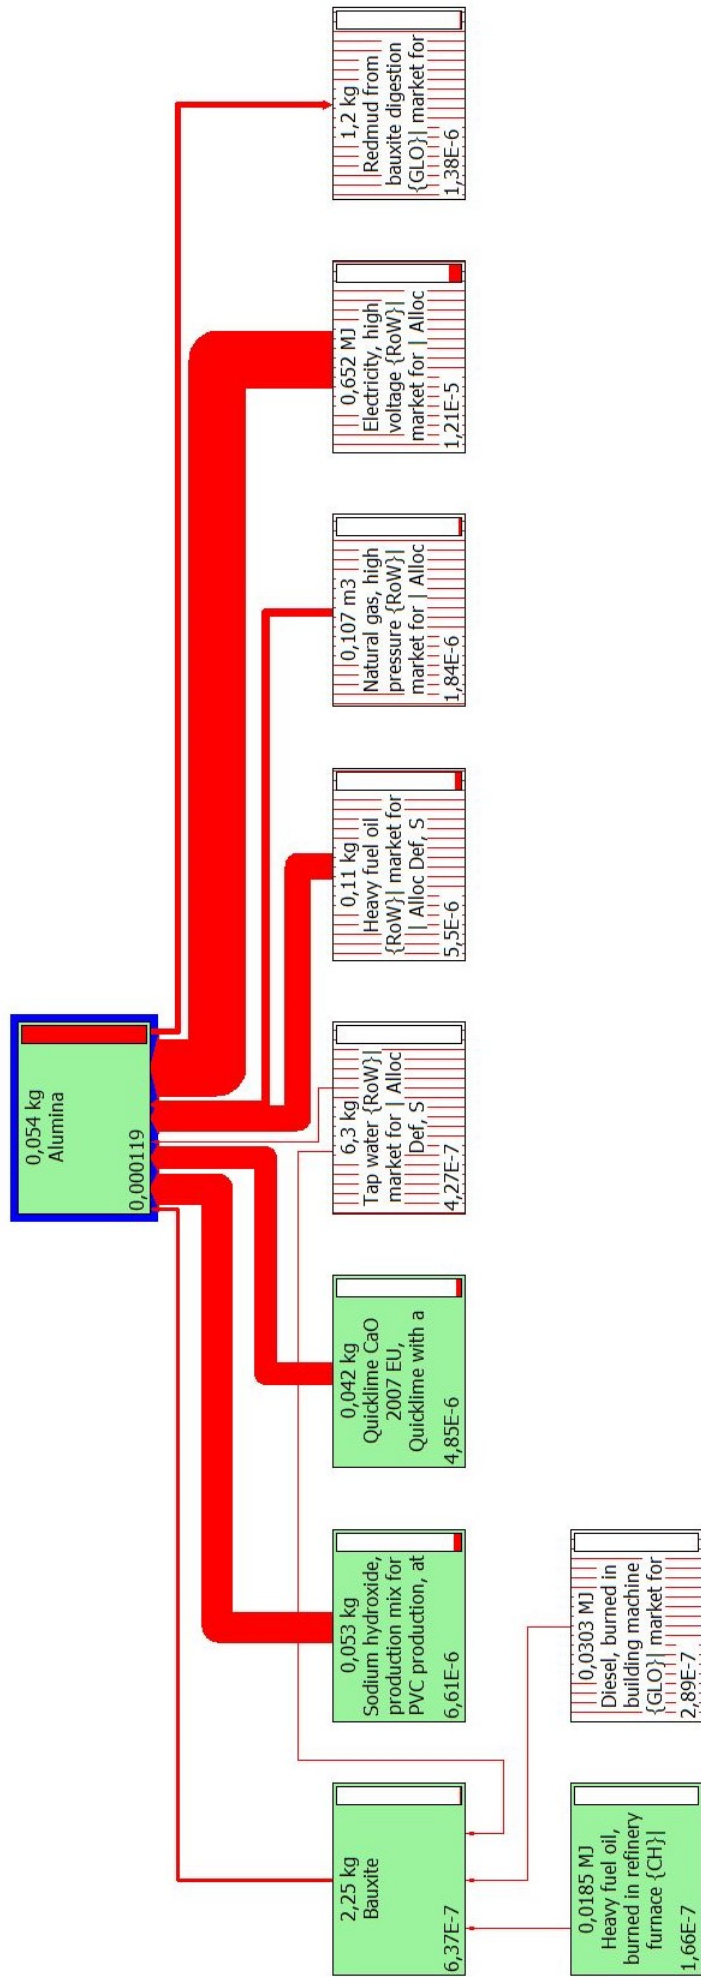 0,054 kg
Alumina
0,000119
2,25 kg
Bauxite
6,37E-7
0,053 kg
Sodium hydroxide,
production mix for
PVC production, at
6,61E-6
0,042 kg
Quicklime CaO
2007 EU,
Quicklime with a
4,85E-6
6,3 kg
Tap water {RoW}|
market for | Alloc
Def, S
4,27E-7
0,11 kg
Heavy fuel oil
{RoW}| market for
| Alloc Def, S
5,5E-6
0,107 m3
Natural gas, high
pressure {RoW}|
market for | Alloc
1,84E-6
0,652 MJ
Electricity, high
voltage {RoW}|
market for | Alloc
1,21E-5
1,2 kg
Redmud from
bauxite digestion
{GLO}| market for
1,38E-6
0,0185 MJ
Heavy fuel oil,
burned in refinery
furnace {CH}|
1,66E-7
0,0303 MJ
Diesel, burned in
building machine
{GLO}| market for
2,89E-7